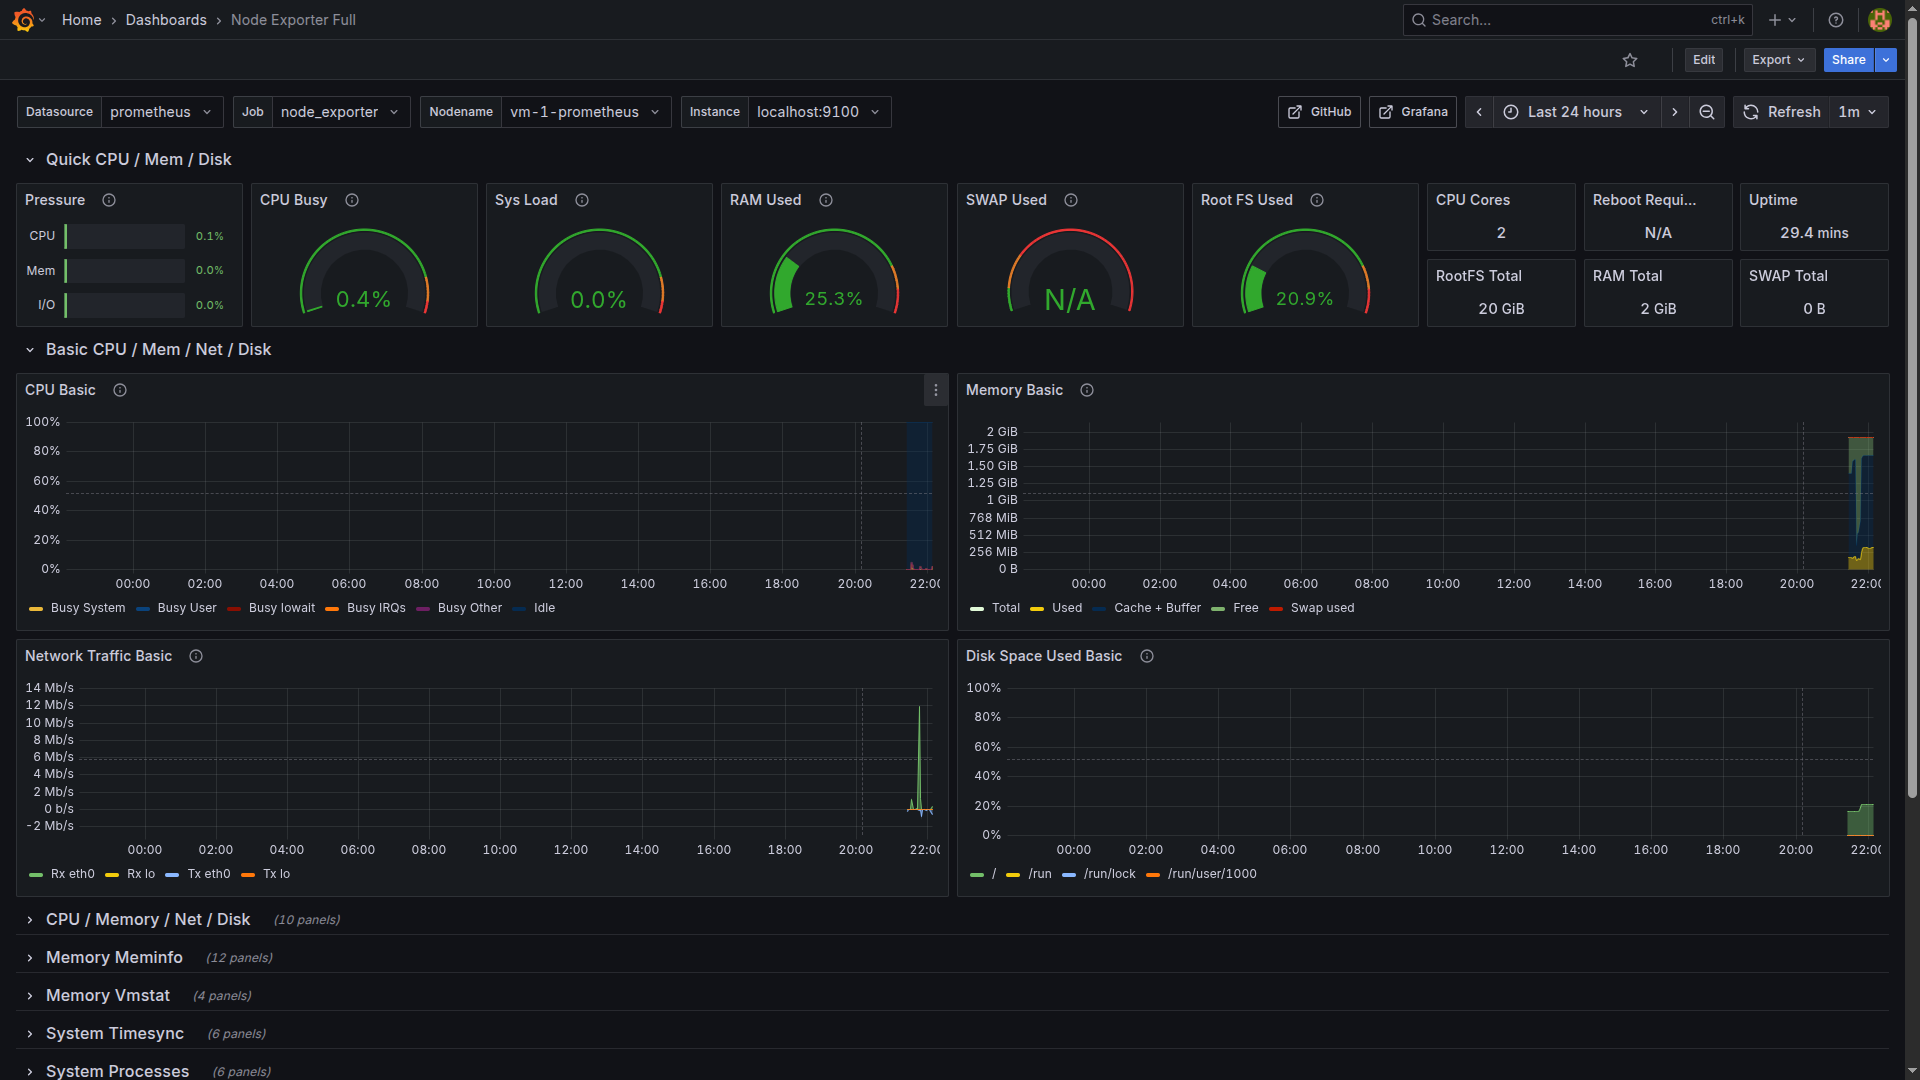 Home › Dashboards › Node Exporter Full
Search... ctrl+k
Edit Export Share
Datasource prometheus Job node_exporter Nodename vm-1-prometheus Instance localhost:9100 GitHub Grafana Last 24 hours Refresh 1m
Quick CPU / Mem / Disk
Pressure
CPU 0.1%
Mem 0.0%
I/O 0.0%
CPU Busy
0.4%
Sys Load
0.0%
RAM Used
25.3%
SWAP Used
N/A
Root FS Used
20.9%
CPU Cores
2
Reboot Requi...
N/A
Uptime
29.4 mins
RootFS Total
20 GiB
RAM Total
2 GiB
SWAP Total
0 B
Basic CPU / Mem / Net / Disk
CPU Basic
100%
80%
60%
40%
20%
0%
00:00 02:00 04:00 06:00 08:00 10:00 12:00 14:00 16:00 18:00 20:00 22:00
Busy System Busy User Busy Iowait Busy IRQs Busy Other Idle
Memory Basic
2 GiB
1.75 GiB
1.50 GiB
1.25 GiB
1 GiB
768 MiB
512 MiB
256 MiB
0 B
00:00 02:00 04:00 06:00 08:00 10:00 12:00 14:00 16:00 18:00 20:00 22:00
Total Used Cache + Buffer Free Swap used
Network Traffic Basic
14 Mb/s
12 Mb/s
10 Mb/s
8 Mb/s
6 Mb/s
4 Mb/s
2 Mb/s
0 b/s
-2 Mb/s
00:00 02:00 04:00 06:00 08:00 10:00 12:00 14:00 16:00 18:00 20:00 22:00
Rx eth0 Rx lo Tx eth0 Tx lo
Disk Space Used Basic
100%
80%
60%
40%
20%
0%
00:00 02:00 04:00 06:00 08:00 10:00 12:00 14:00 16:00 18:00 20:00 22:00
/ /run /run/lock /run/user/1000
CPU / Memory / Net / Disk (10 panels)
Memory Meminfo (12 panels)
Memory Vmstat (4 panels)
System Timesync (6 panels)
System Processes (6 panels)